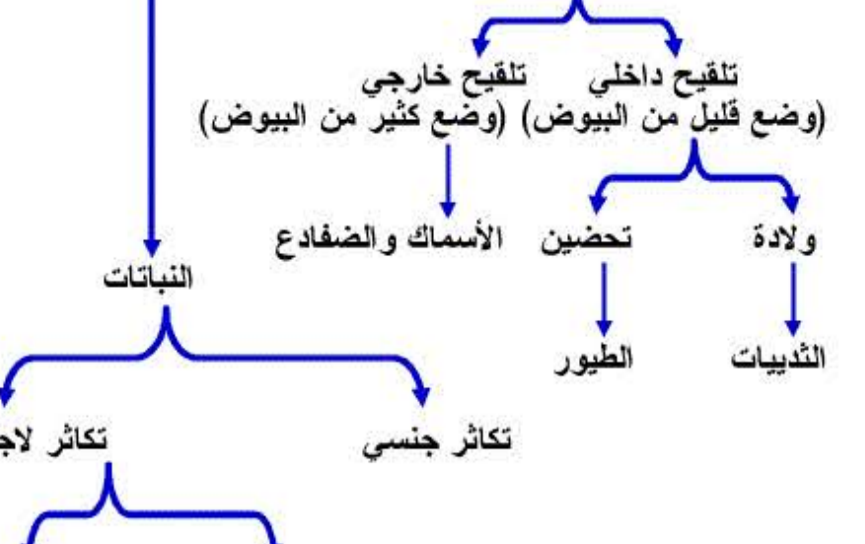 تلقيح داخلي تلقيح خارجي
(وضع قليل من البيوض) (وضع كثير من البيوض)
ولادة تحضين الأسماك والضفادع
النباتات
الثدييات الطيور
تكاثر جنسي تكاثر